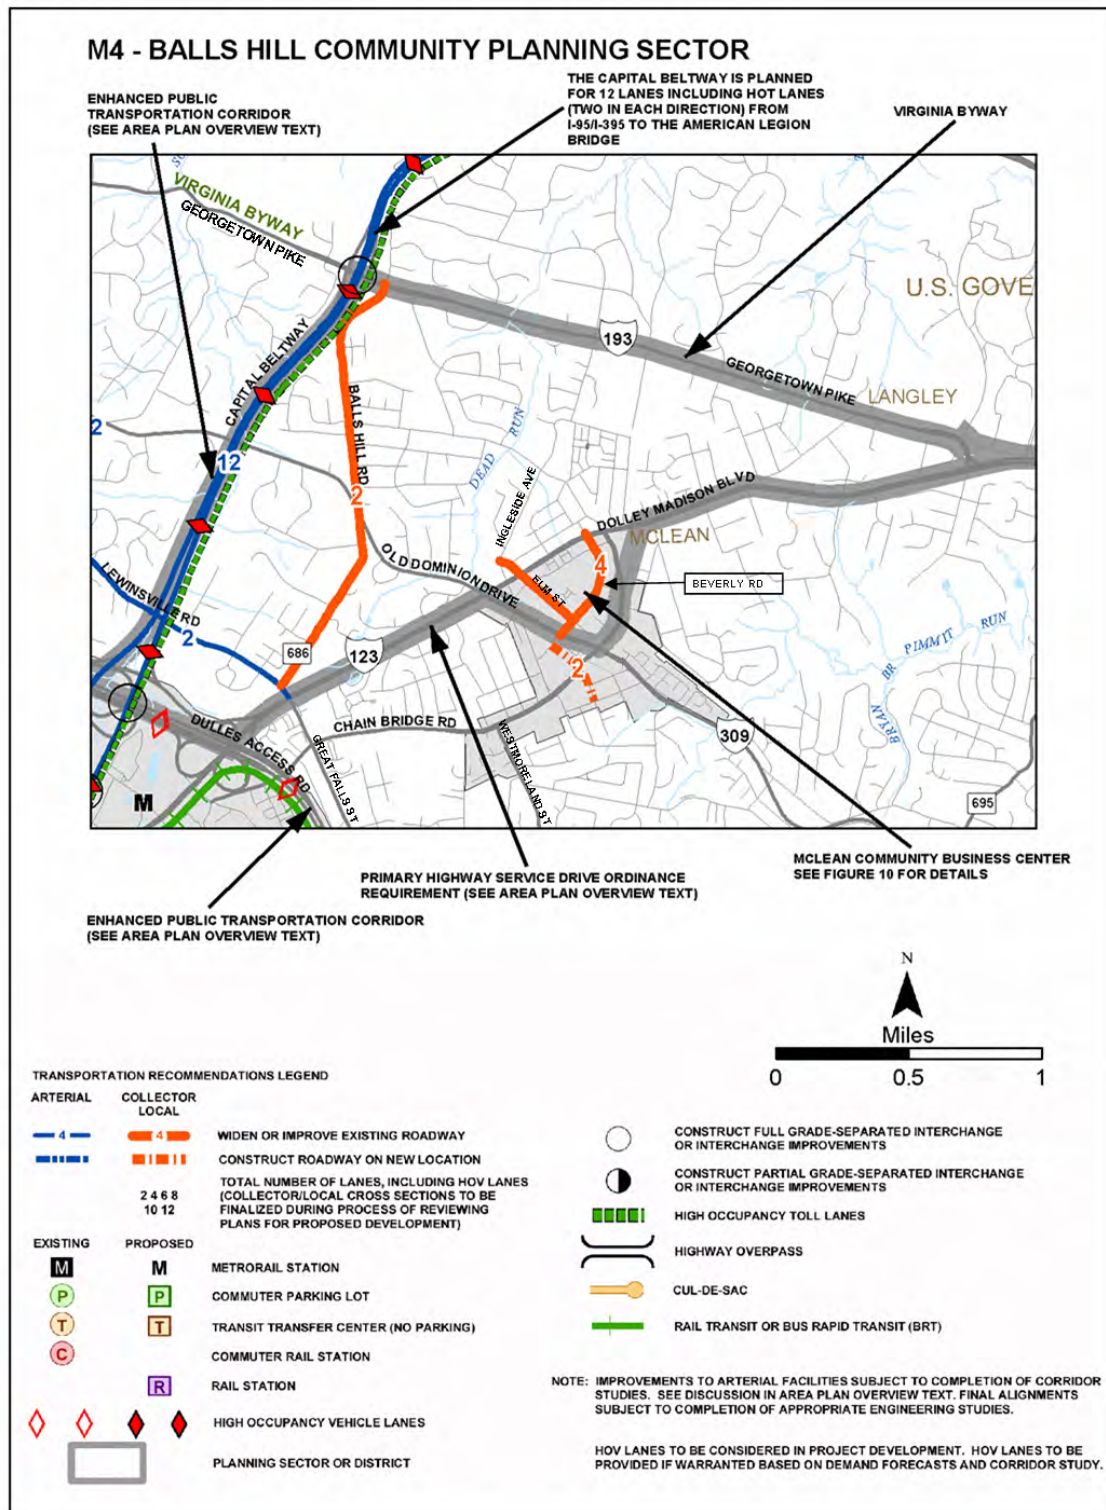 M4 - BALLS HILL COMMUNITY PLANNING SECTOR
ENHANCED PUBLIC
TRANSPORTATION CORRIDOR
(SEE AREA PLAN OVERVIEW TEXT)
THE CAPITAL BELTWAY IS PLANNED
FOR 12 LANES INCLUDING HOT LANES
(TWO IN EACH DIRECTION) FROM
I-95/I-395 TO THE AMERICAN LEGION
BRIDGE
VIRGINIA BYWAY
VIRGINIA BYWAY
GEORGETOWN PIKE
U.S. GOVE
193
CAPITAL BELTWAY
GEORGETOWN PIKE
LANGLEY
BALLS HILL RD
DEAD RUN
2
12
2
INGLESIDE AVE
DOLLEY MADISON BLVD
MCLEAN
OLD DOMINION DRIVE
4
ELM ST
BEVERLY RD
LEWINSVILLE RD
2
686
123
2
PIMMIT RUN
BRYAN BR
DULLES ACCESS RD
CHAIN BRIDGE RD
GREAT FALLS ST
WESTMORELAND ST
309
M
695
MCLEAN COMMUNITY BUSINESS CENTER
SEE FIGURE 10 FOR DETAILS
PRIMARY HIGHWAY SERVICE DRIVE ORDINANCE
REQUIREMENT (SEE AREA PLAN OVERVIEW TEXT)
ENHANCED PUBLIC TRANSPORTATION CORRIDOR
(SEE AREA PLAN OVERVIEW TEXT)
N
Miles
0 0.5 1
TRANSPORTATION RECOMMENDATIONS LEGEND
ARTERIAL COLLECTOR
LOCAL
4 4 WIDEN OR IMPROVE EXISTING ROADWAY
CONSTRUCT ROADWAY ON NEW LOCATION
2 4 6 8
10 12
TOTAL NUMBER OF LANES, INCLUDING HOV LANES
(COLLECTOR/LOCAL CROSS SECTIONS TO BE
FINALIZED DURING PROCESS OF REVIEWING
PLANS FOR PROPOSED DEVELOPMENT)
EXISTING PROPOSED
M M METRORAIL STATION
P P COMMUTER PARKING LOT
T T TRANSIT TRANSFER CENTER (NO PARKING)
C COMMUTER RAIL STATION
R RAIL STATION
HIGH OCCUPANCY VEHICLE LANES
PLANNING SECTOR OR DISTRICT
CONSTRUCT FULL GRADE-SEPARATED INTERCHANGE
OR INTERCHANGE IMPROVEMENTS
CONSTRUCT PARTIAL GRADE-SEPARATED INTERCHANGE
OR INTERCHANGE IMPROVEMENTS
HIGH OCCUPANCY TOLL LANES
HIGHWAY OVERPASS
CUL-DE-SAC
RAIL TRANSIT OR BUS RAPID TRANSIT (BRT)
NOTE: IMPROVEMENTS TO ARTERIAL FACILITIES SUBJECT TO COMPLETION OF CORRIDOR
STUDIES. SEE DISCUSSION IN AREA PLAN OVERVIEW TEXT. FINAL ALIGNMENTS
SUBJECT TO COMPLETION OF APPROPRIATE ENGINEERING STUDIES.
HOV LANES TO BE CONSIDERED IN PROJECT DEVELOPMENT. HOV LANES TO BE
PROVIDED IF WARRANTED BASED ON DEMAND FORECASTS AND CORRIDOR STUDY.